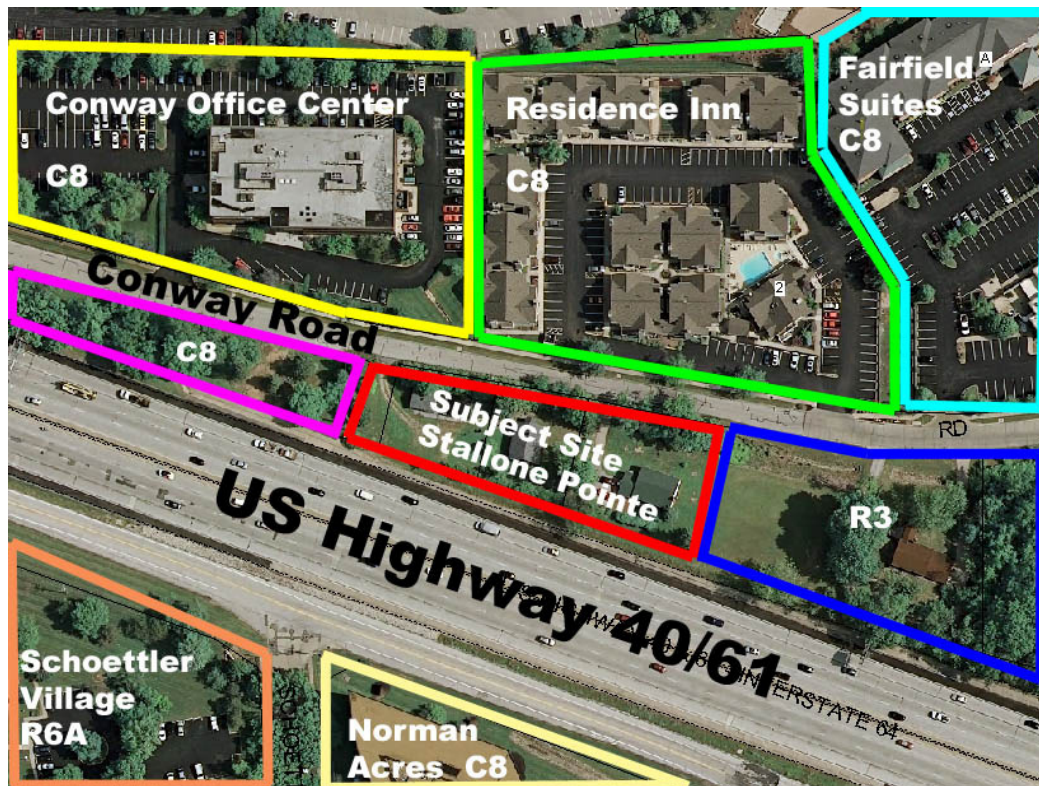 Conway Office Center
C8
Residence Inn
C8
Fairfield
Suites
C8
A
2
Conway Road
C8
RD
Subject Site
Stallone Pointe
R3
US Highway 40/61
INTERSTATE 64
Schoettler
Village
R6A
Norman
Acres C8